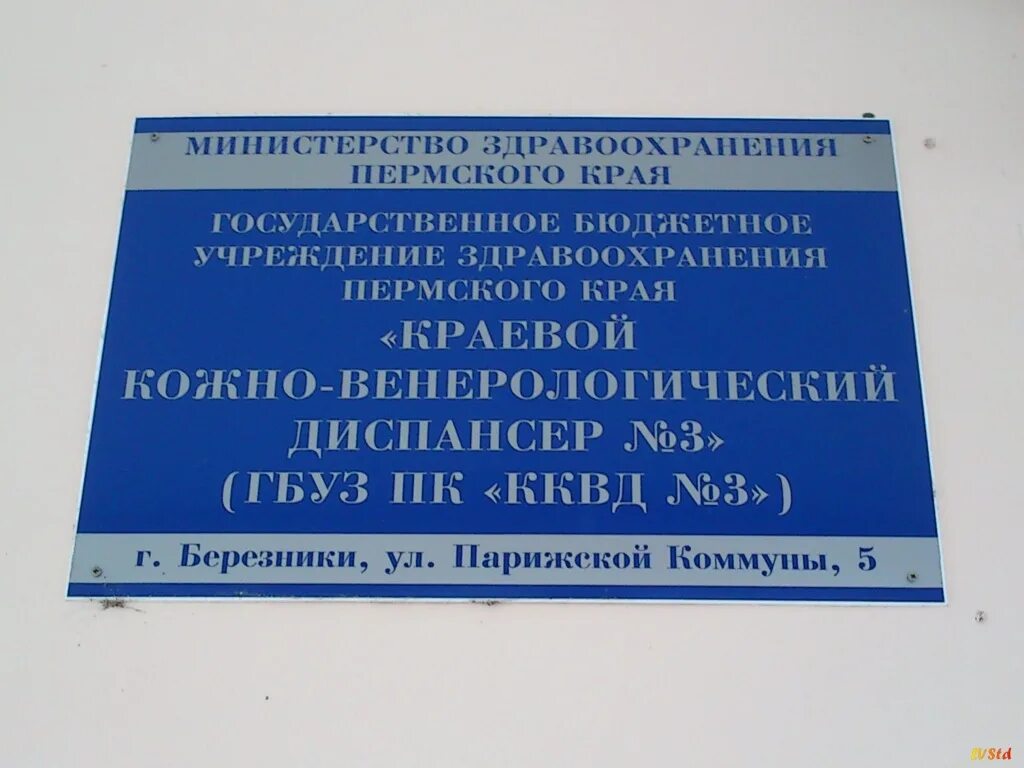 МИНИСТЕРСТВО ЗДРАВООХРАНЕНИЯ
ПЕРМСКОГО КРАЯ
ГОСУДАРСТВЕННОЕ БЮДЖЕТНОЕ
УЧРЕЖДЕНИЕ ЗДРАВООХРАНЕНИЯ
ПЕРМСКОГО КРАЯ
«КРАЕВОЙ
КОЖНО-ВЕНЕРОЛОГИЧЕСКИЙ
ДИСПАНСЕР №3»
(ГБУЗ ПК «ККВД №3»)
г. Березники, ул. Парижской Коммуны, 5